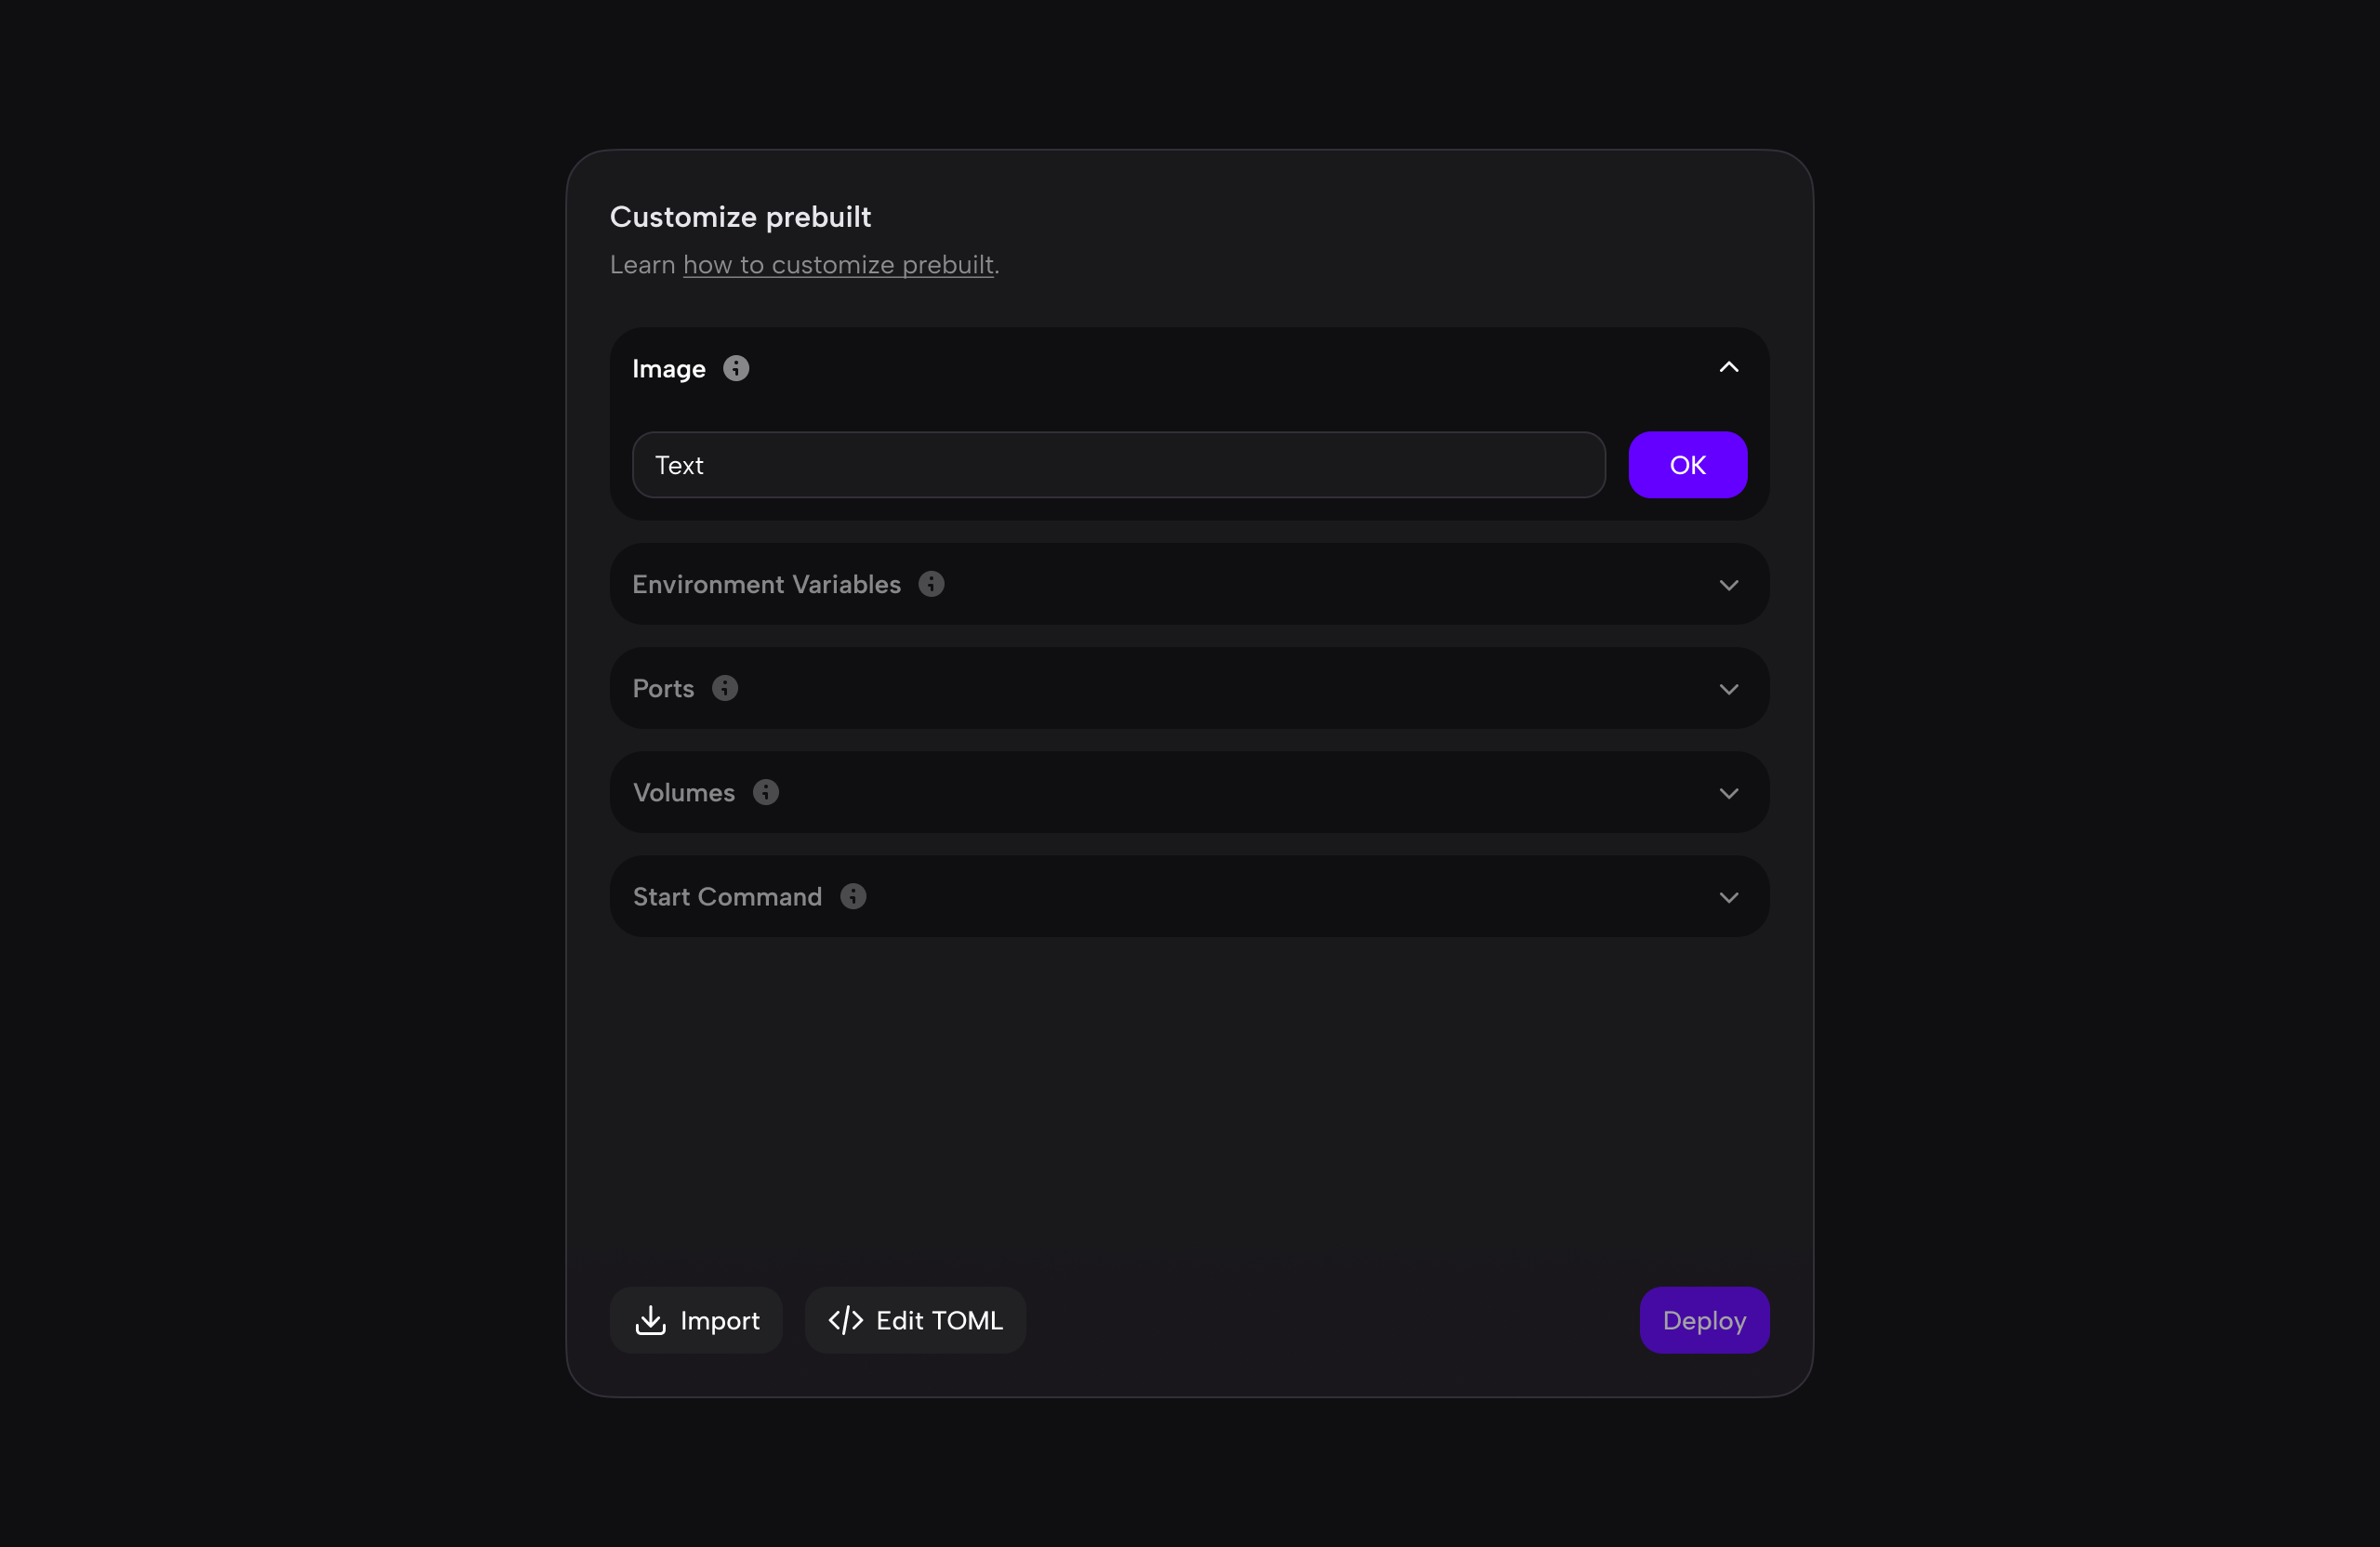 Customize prebuilt
Learn how to customize prebuilt.
Image
Text
OK
Environment Variables
Ports
Volumes
Start Command
Import
Edit TOML
Deploy